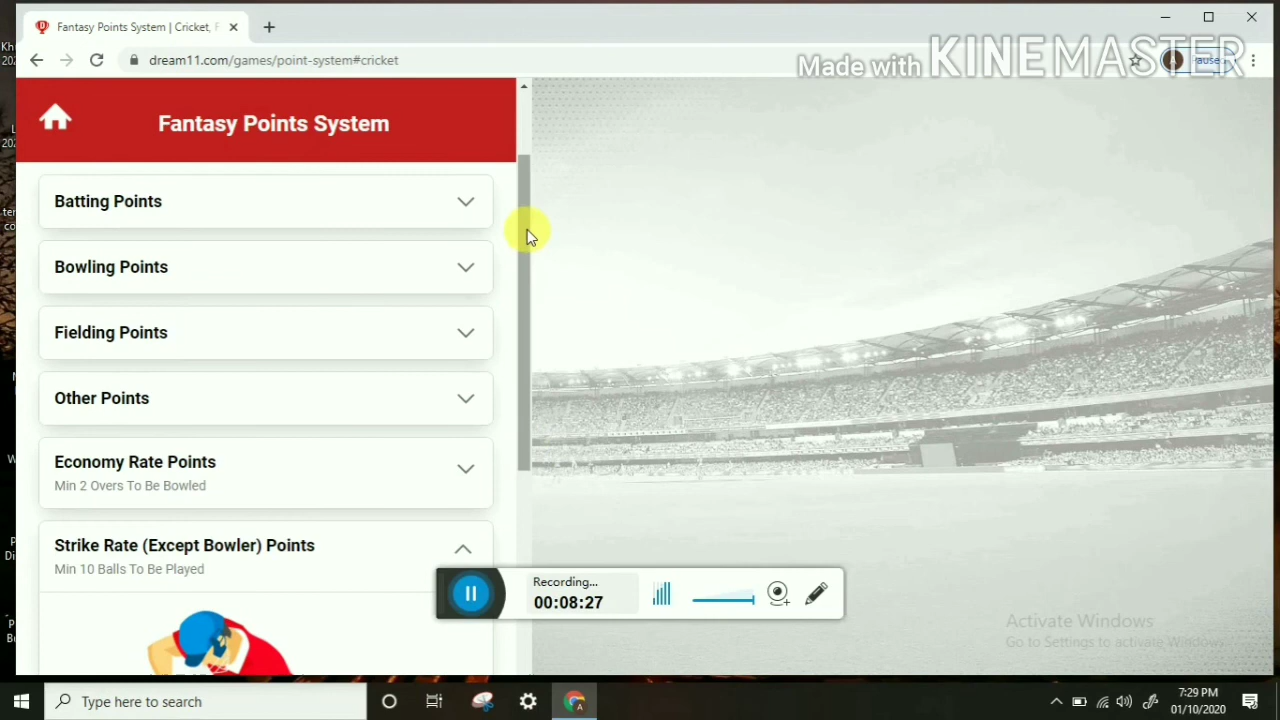 Fantasy Points System | Cricket, F
dream11.com/games/point-system#cricket
Paused
Made with KINEMASTER
Fantasy Points System
Batting Points
Bowling Points
Fielding Points
Other Points
Economy Rate Points
Min 2 Overs To Be Bowled
Strike Rate (Except Bowler) Points
Min 10 Balls To Be Played
Recording...
00:08:27
Activate Windows
Go to Settings to activate Windows.
Type here to search
7:29 PM
01/10/2020